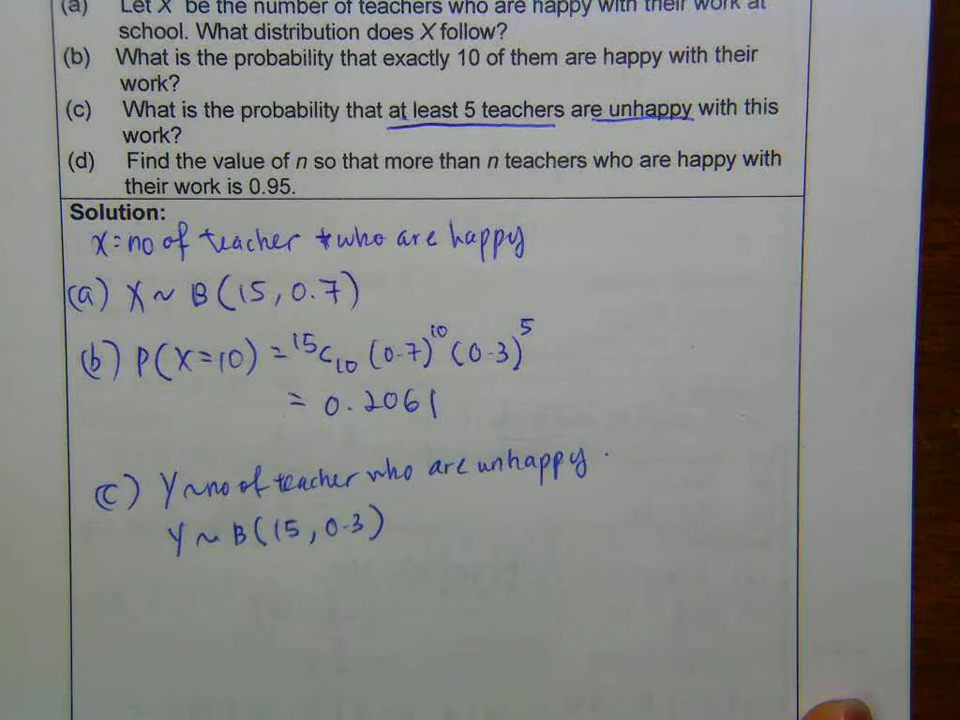 (a) Let X be the number of teachers who are happy with their work at
school. What distribution does X follow?
(b) What is the probability that exactly 10 of them are happy with their
work?
(c) What is the probability that at least 5 teachers are unhappy with this
work?
(d) Find the value of n so that more than n teachers who are happy with
their work is 0.95.
Solution:
X = no of teacher who are happy
(a) X ~ B(15, 0.7)
(b) P(X=10) = ¹⁵C₁₀ (0.7)¹⁰ (0.3)⁵
= 0.2061
(c) Y ~ no of teacher who are unhappy.
Y ~ B(15, 0.3)